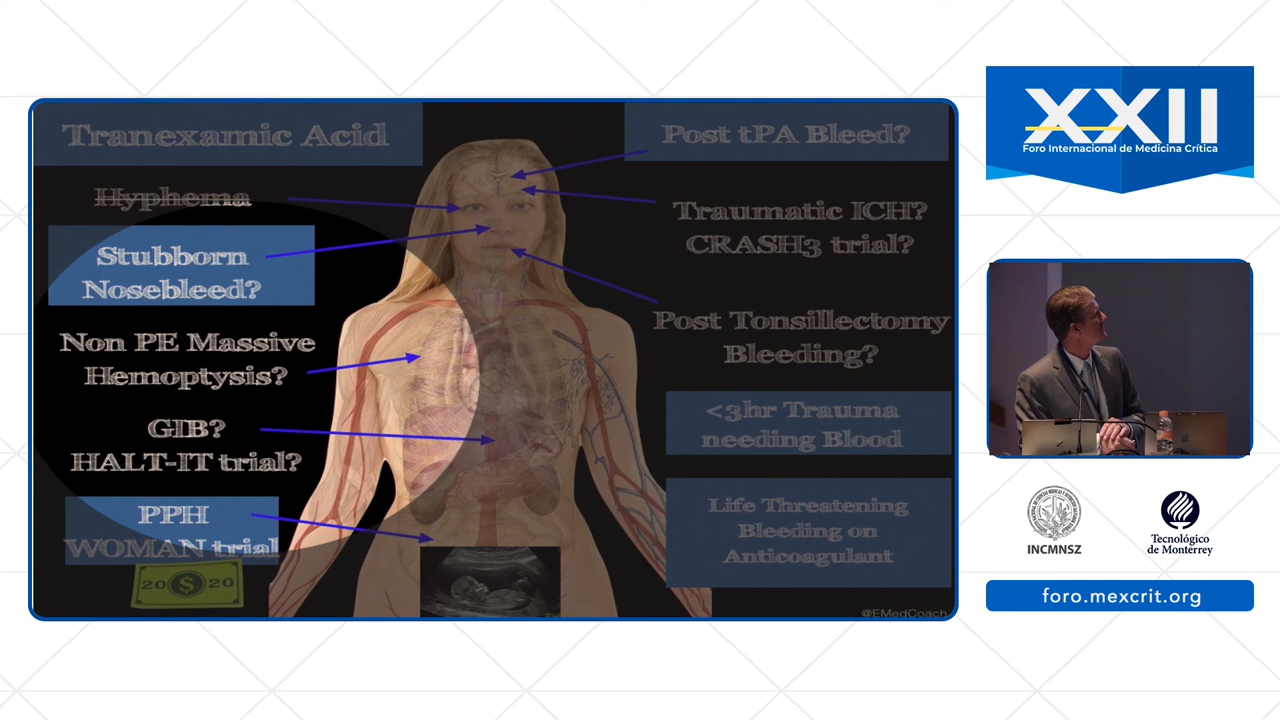 Tranexamic Acid
Hyphema
Stubborn
Nosebleed?
Non PE Massive
Hemoptysis?
GIB?
HALT-IT trial?
PPH
WOMAN trial
20 $ 20
Post tPA Bleed?
Traumatic ICH?
CRASH3 trial?
Post Tonsillectomy
Bleeding?
<3hr Trauma
needing Blood
Life Threatening
Bleeding on
Anticoagulant
@EMedCoach
XXII
Foro Internacional de Medicina Crítica
INCMNSZ
Tecnológico
de Monterrey
foro.mexcrit.org